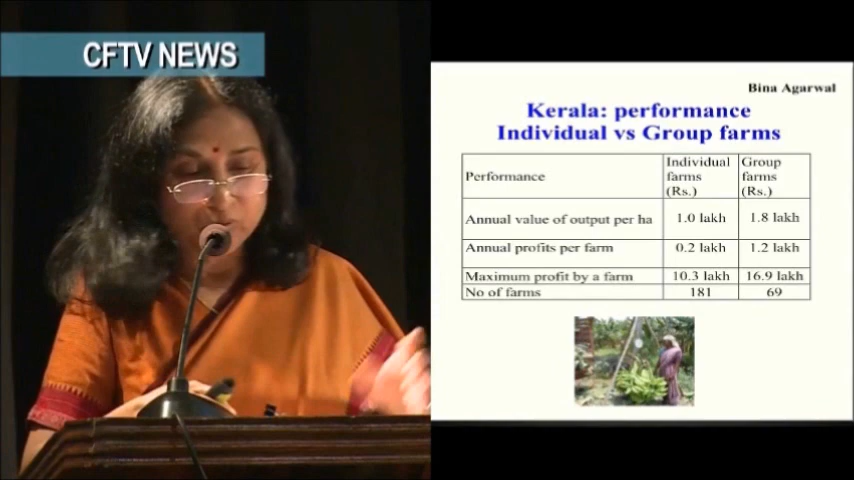 CFTV NEWS
Bina Agarwal
Kerala: performance
Individual vs Group farms
Performance
Individual farms (Rs.)
Group farms (Rs.)
Annual value of output per ha 1.0 lakh 1.8 lakh
Annual profits per farm 0.2 lakh 1.2 lakh
Maximum profit by a farm 10.3 lakh 16.9 lakh
No of farms 181 69